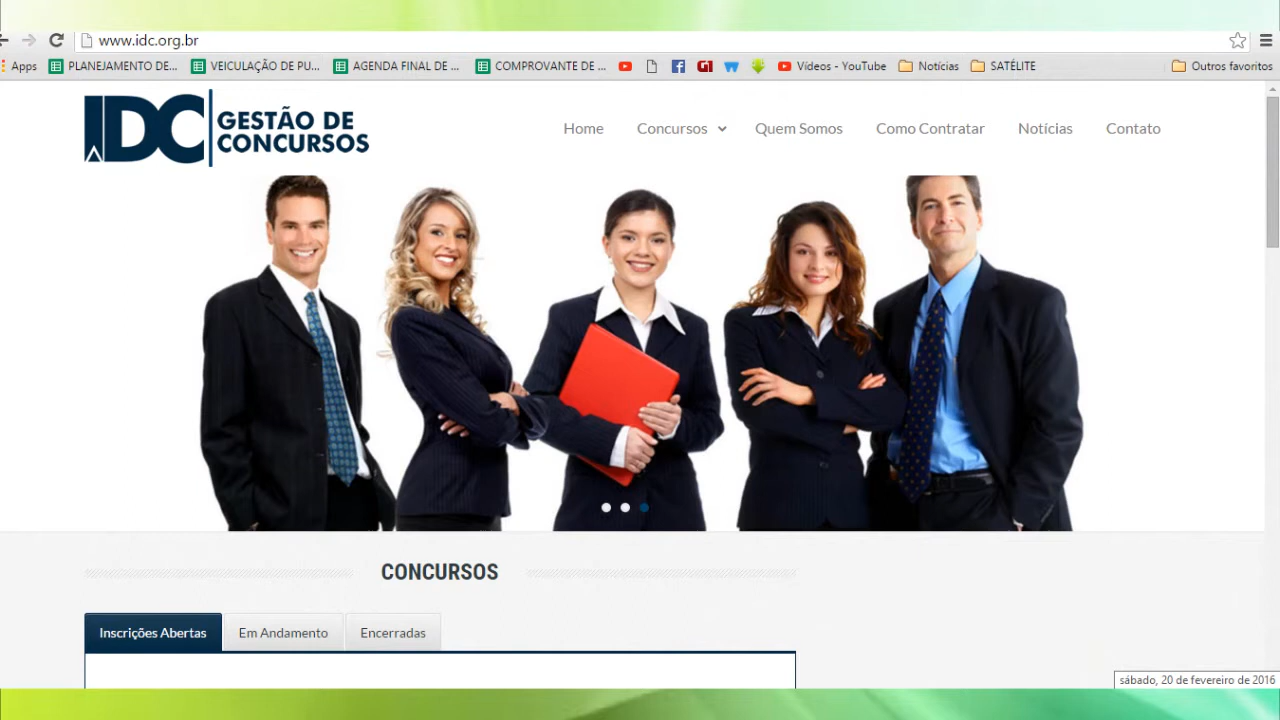 www.idc.org.br
Apps PLANEJAMENTO DE... VEICULAÇÃO DE PU... AGENDA FINAL DE ... COMPROVANTE DE ... Vídeos - YouTube Notícias SATÉLITE Outros favoritos
IDC GESTÃO DE
CONCURSOS
Home Concursos Quem Somos Como Contratar Notícias Contato
CONCURSOS
Inscrições Abertas Em Andamento Encerradas
sábado, 20 de fevereiro de 2016